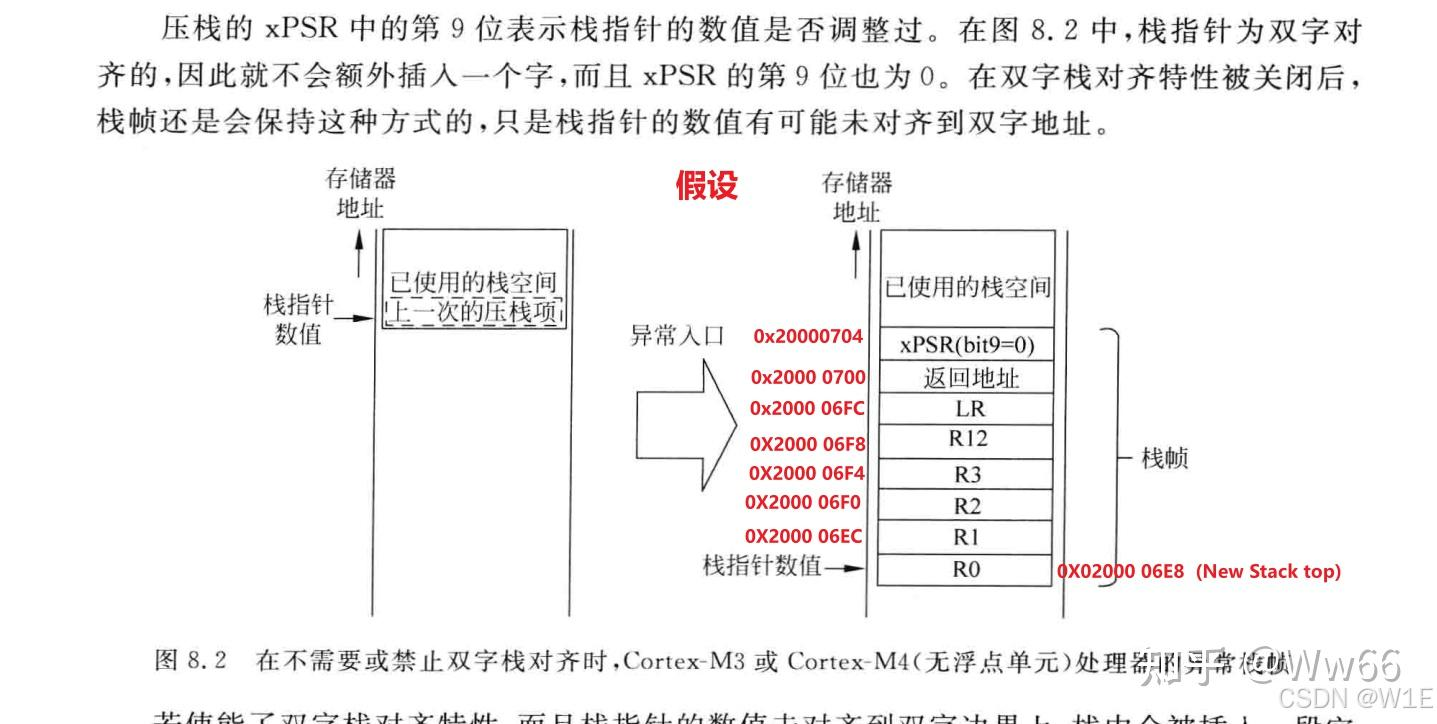 压栈的 xPSR 中的第 9 位表示栈指针的数值是否调整过。在图 8.2 中,栈指针为双字对
齐的,因此就不会额外插入一个字,而且 xPSR 的第 9 位也为 0。在双字栈对齐特性被关闭后,
栈帧还是会保持这种方式的,只是栈指针的数值有可能未对齐到双字地址。
假设
存储器
地址
已使用的栈空间
上一次的压栈项
栈指针
数值
异常入口
存储器
地址
已使用的栈空间
0x20000704 xPSR(bit9=0)
0x2000 0700 返回地址
0x2000 06FC LR
0X2000 06F8 R12
0X2000 06F4 R3
0X2000 06F0 R2
0X2000 06EC R1
栈指针数值 R0 0X02000 06E8 (New Stack top)
栈帧
图 8.2 在不需要或禁止双字栈对齐时,Cortex-M3 或 Cortex-M4(无浮点单元)处理器的异常栈帧
知乎 @Ww66
CSDN @W1E